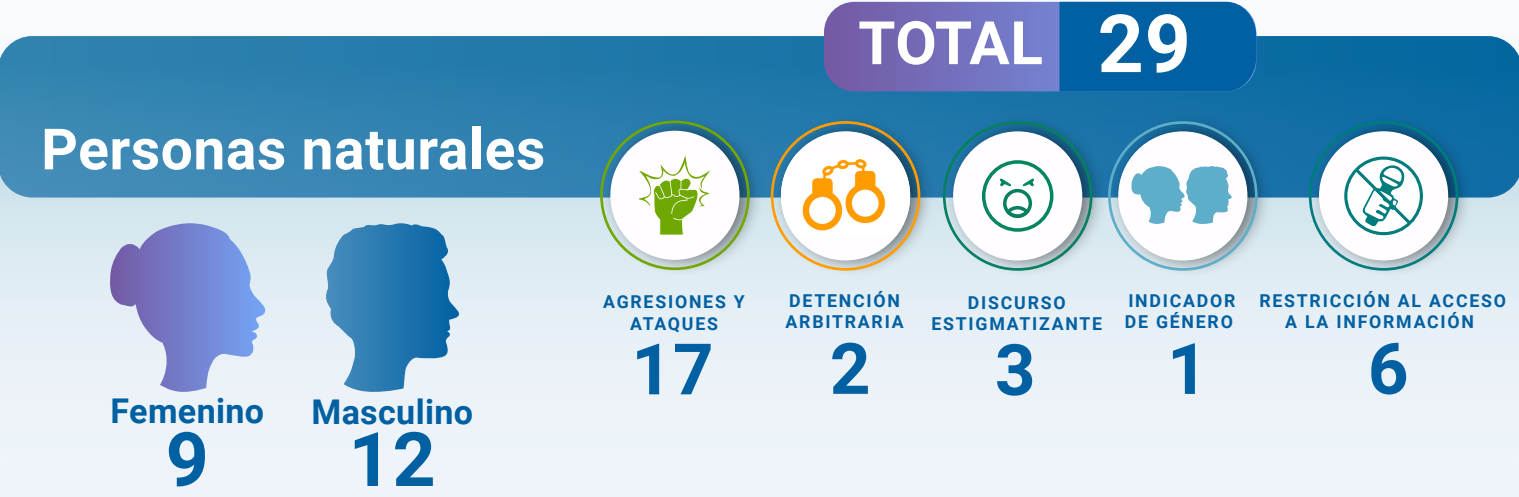 TOTAL 29
Personas naturales
Femenino
9
Masculino
12
AGRESIONES Y
ATAQUES
17
DETENCIÓN
ARBITRARIA
2
DISCURSO
ESTIGMATIZANTE
3
INDICADOR
DE GÉNERO
1
RESTRICCIÓN AL ACCESO
A LA INFORMACIÓN
6